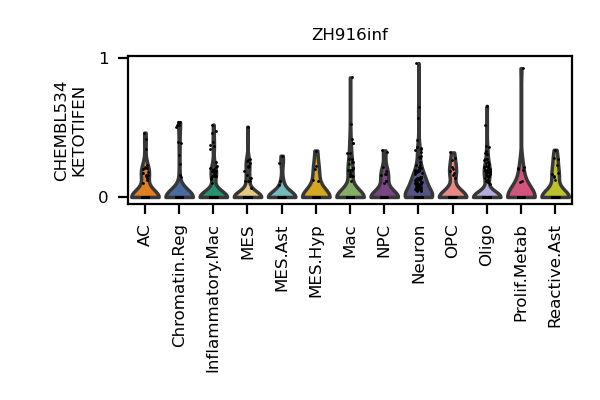 ZH916inf
CHEMBL534
KETOTIFEN
1
0
AC
Chromatin.Reg
Inflammatory.Mac
MES
MES.Ast
MES.Hyp
Mac
NPC
Neuron
OPC
Oligo
Prolif.Metab
Reactive.Ast